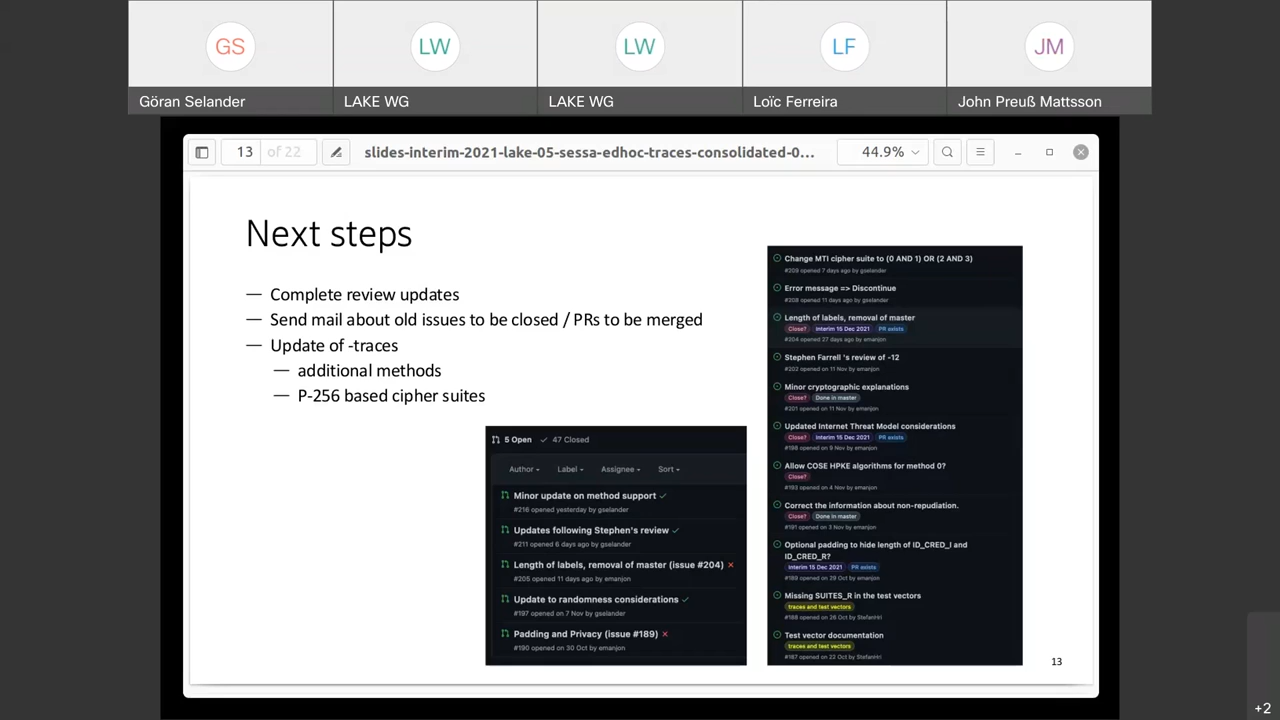 GS
LW
LW
LF
JM
Göran Selander
LAKE WG
LAKE WG
Loïc Ferreira
John Preuß Mattsson
13 of 22
slides-interim-2021-lake-05-sessa-edhoc-traces-consolidated-0...
44.9%
Next steps
— Complete review updates
— Send mail about old issues to be closed / PRs to be merged
— Update of -traces
— additional methods
— P-256 based cipher suites
5 Open 47 Closed
Author Label Assignee Sort
Minor update on method support
#216 opened yesterday by gselander
Updates following Stephen's review
#211 opened 6 days ago by gselander
Length of labels, removal of master (issue #204)
#205 opened 11 days ago by emanjon
Update to randomness considerations
#197 opened on 7 Nov by gselander
Padding and Privacy (issue #189)
#190 opened on 30 Oct by emanjon
Change MTI cipher suite to (0 AND 1) OR (2 AND 3)
#209 opened 7 days ago by gselander
Error message => Discontinue
#208 opened 11 days ago by gselander
Length of labels, removal of master
Close? Interim 15 Dec 2021 PR exists
#204 opened 27 days ago by emanjon
Stephen Farrell 's review of -12
#202 opened on 11 Nov by emanjon
Minor cryptographic explanations
Close? Done in master
#201 opened on 11 Nov by emanjon
Updated Internet Threat Model considerations
Close? Interim 15 Dec 2021 PR exists
#198 opened on 9 Nov by emanjon
Allow COSE HPKE algorithms for method 0?
Close?
#193 opened on 4 Nov by emanjon
Correct the information about non-repudiation.
Close? Done in master
#191 opened on 3 Nov by emanjon
Optional padding to hide length of ID_CRED_I and
ID_CRED_R?
Interim 15 Dec 2021 PR exists
#189 opened on 29 Oct by emanjon
Missing SUITES_R in the test vectors
traces and test vectors
#188 opened on 26 Oct by StefanHri
Test vector documentation
traces and test vectors
#187 opened on 22 Oct by StefanHri
13
+2